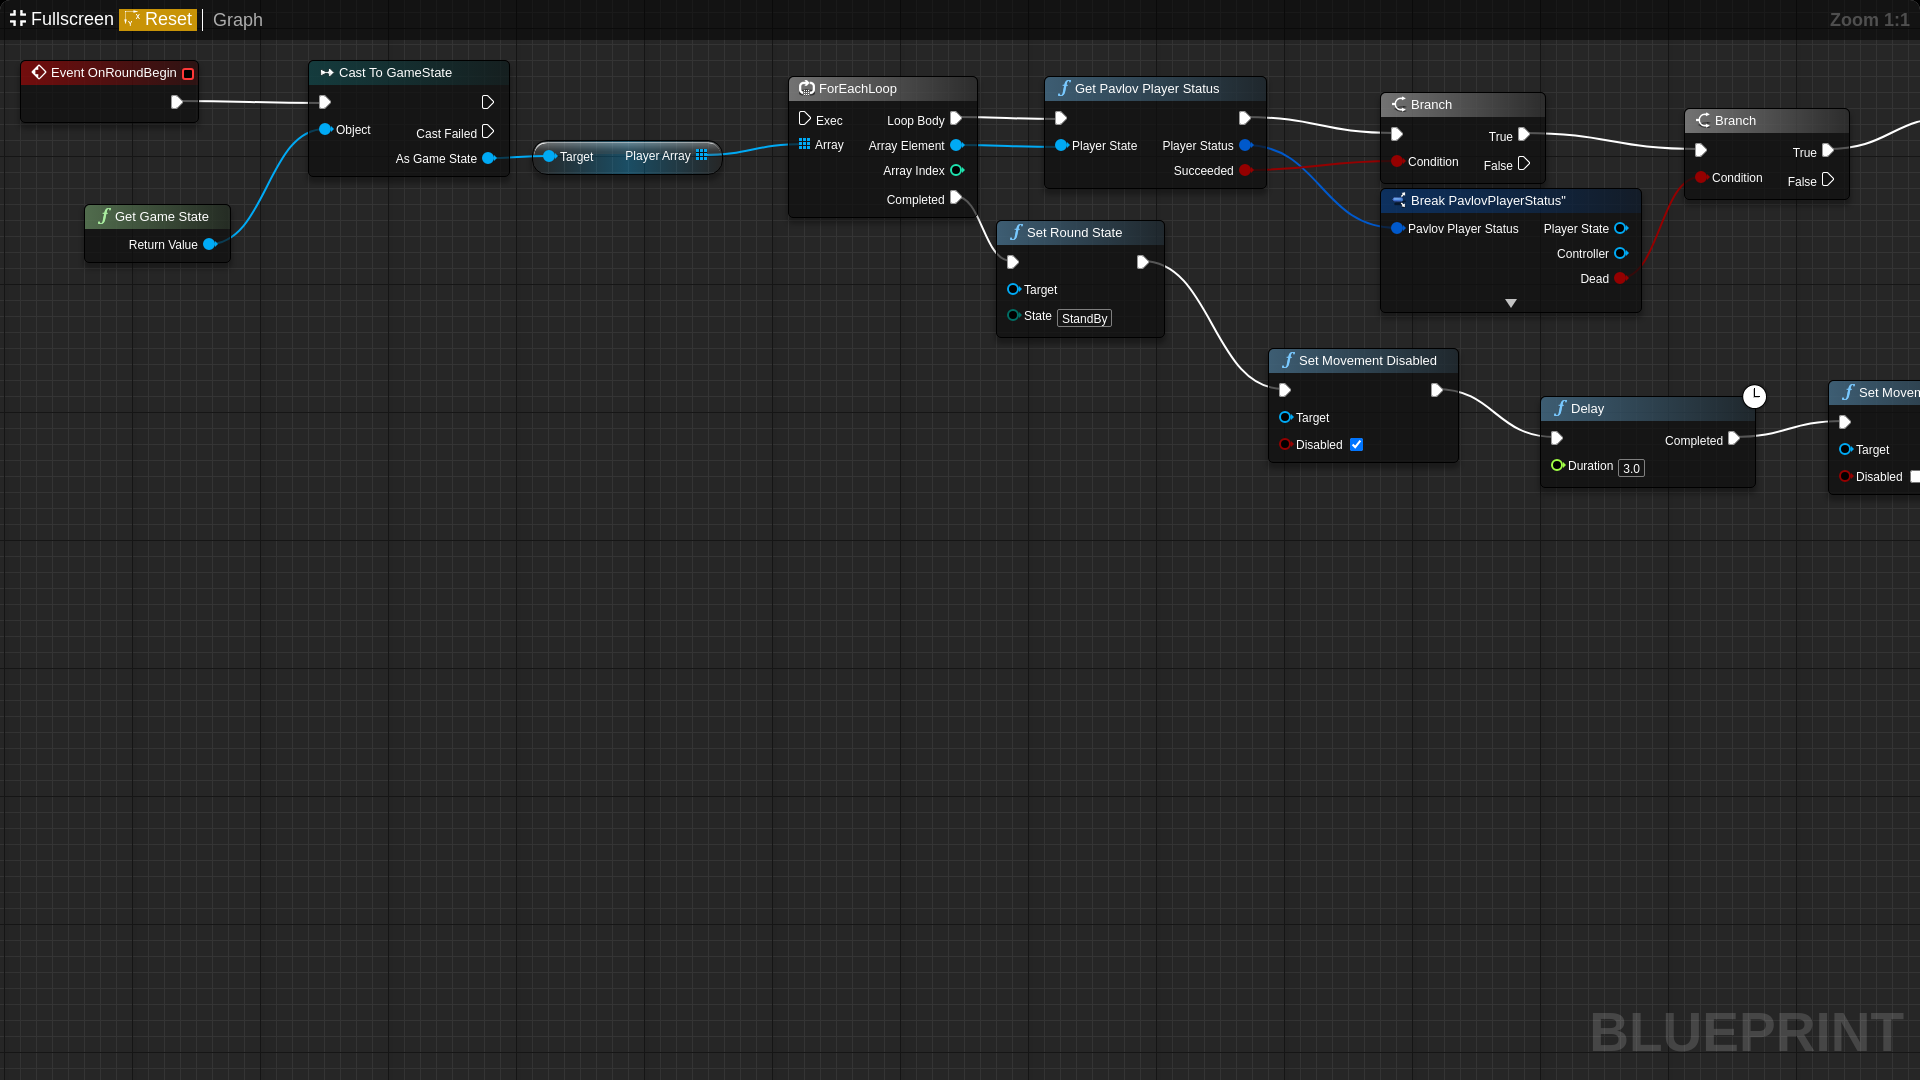 Fullscreen Reset Graph Zoom 1:1
Event OnRoundBegin
Cast To GameState
Object
Cast Failed
As Game State
Get Game State
Return Value
Target Player Array
ForEachLoop
Exec Loop Body
Array Array Element
Array Index
Completed
Get Pavlov Player Status
Player State Player Status
Succeeded
Branch
True
Condition False
Branch
True
Condition False
Break PavlovPlayerStatus"
Pavlov Player Status Player State
Controller
Dead
Set Round State
Target
State StandBy
Set Movement Disabled
Target
Disabled
Delay
Completed
Duration 3.0
Set Movem
Target
Disabled
BLUEPRINT